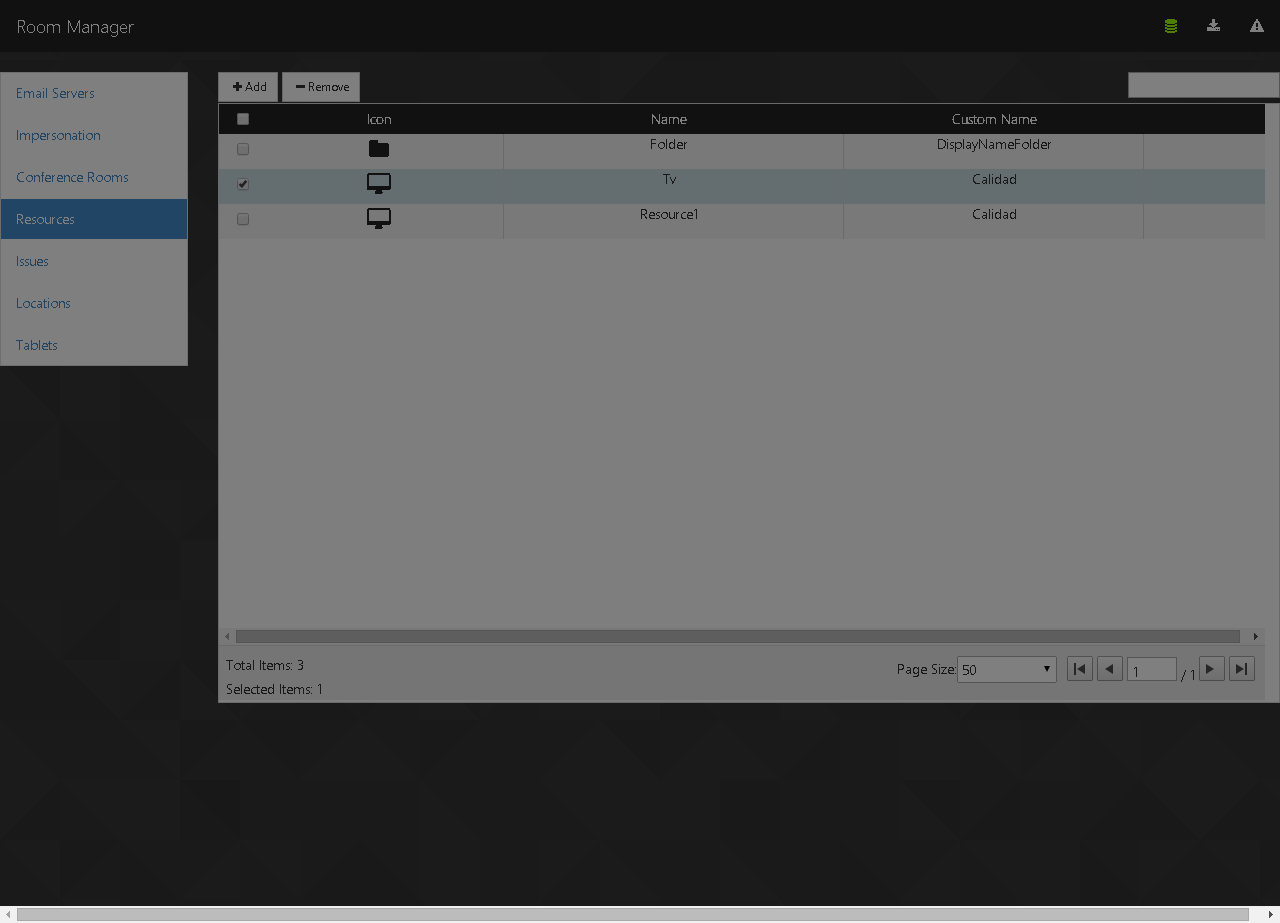 Room Manager
Email Servers
Impersonation
Conference Rooms
Resources
Issues
Locations
Tablets
Add Remove
Icon Name Custom Name
Folder DisplayNameFolder
Tv Calidad
Resource1 Calidad
Total Items: 3
Selected Items: 1
Page Size: 50 1 / 1